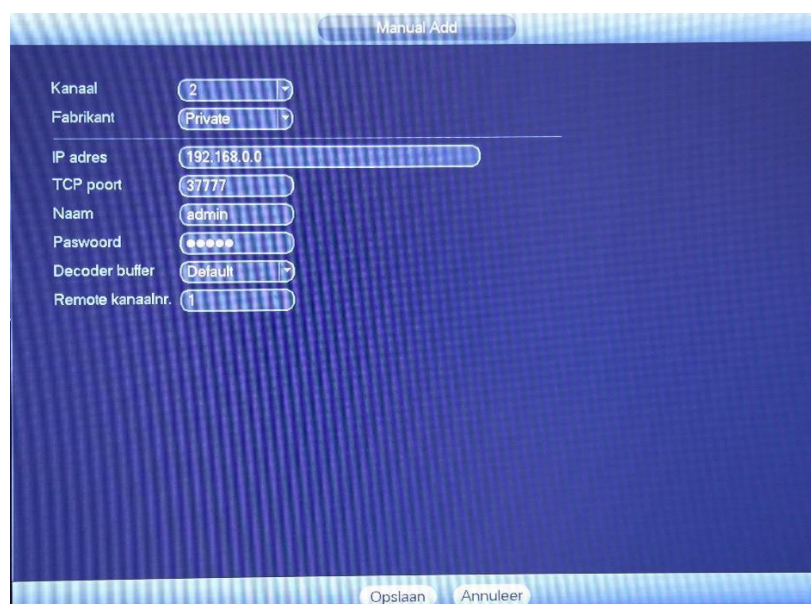 Manual Add
Kanaal 2
Fabrikant Private
IP adres 192.168.0.0
TCP poort 37777
Naam admin
Paswoord ●●●●●
Decoder buffer Default
Remote kanaalnr. 1
Opslaan Annuleer